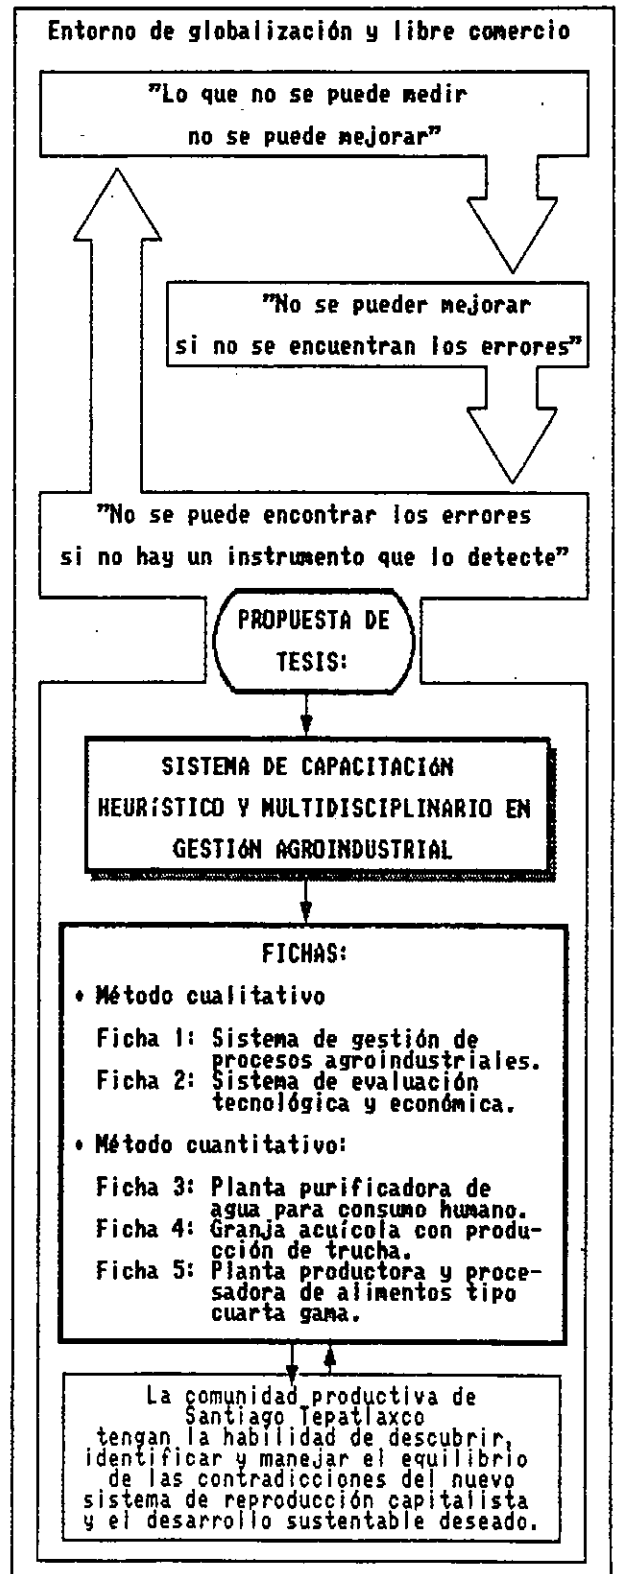 Entorno de globalización y libre comercio
"Lo que no se puede medir
no se puede mejorar"
"No se pueder mejorar
si no se encuentran los errores"
"No se puede encontrar los errores
si no hay un instrumento que lo detecte"
PROPUESTA DE
TESIS:
SISTEMA DE CAPACITACIóN
HEURíSTICO Y MULTIDISCIPLINARIO EN
GESTIóN AGROINDUSTRIAL
FICHAS:
• Método cualitativo
Ficha 1: Sistema de gestión de
procesos agroindustriales.
Ficha 2: Sistema de evaluación
tecnológica y económica.
• Método cuantitativo:
Ficha 3: Planta purificadora de
agua para consumo humano.
Ficha 4: Granja acuícola con produ-
cción de trucha.
Ficha 5: Planta productora y proce-
sadora de alimentos tipo
cuarta gama.
La comunidad productiva de
Santiago Tepatlaxco
tengan la habilidad de descubrir,
identificar y manejar el equilibrio
de las contradicciones del nuevo
sistema de reproducción capitalista
y el desarrollo sustentable deseado.